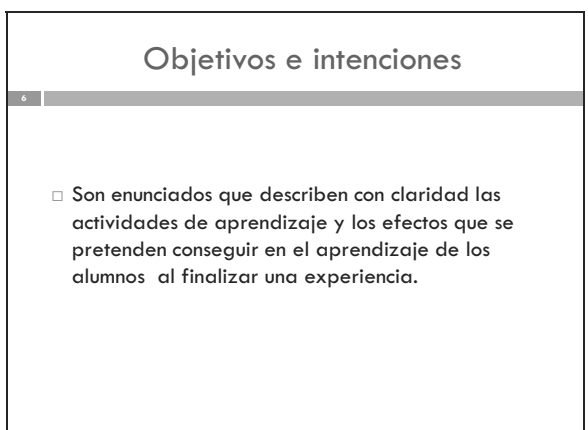 Objetivos e intenciones
6
Son enunciados que describen con claridad las
actividades de aprendizaje y los efectos que se
pretenden conseguir en el aprendizaje de los
alumnos  al finalizar una experiencia.